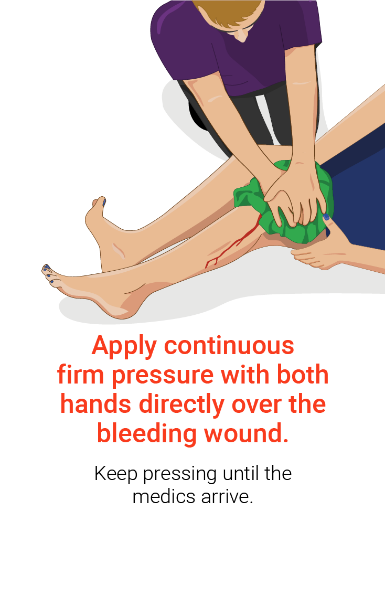 Apply continuous
firm pressure with both
hands directly over the
bleeding wound.
Keep pressing until the
medics arrive.